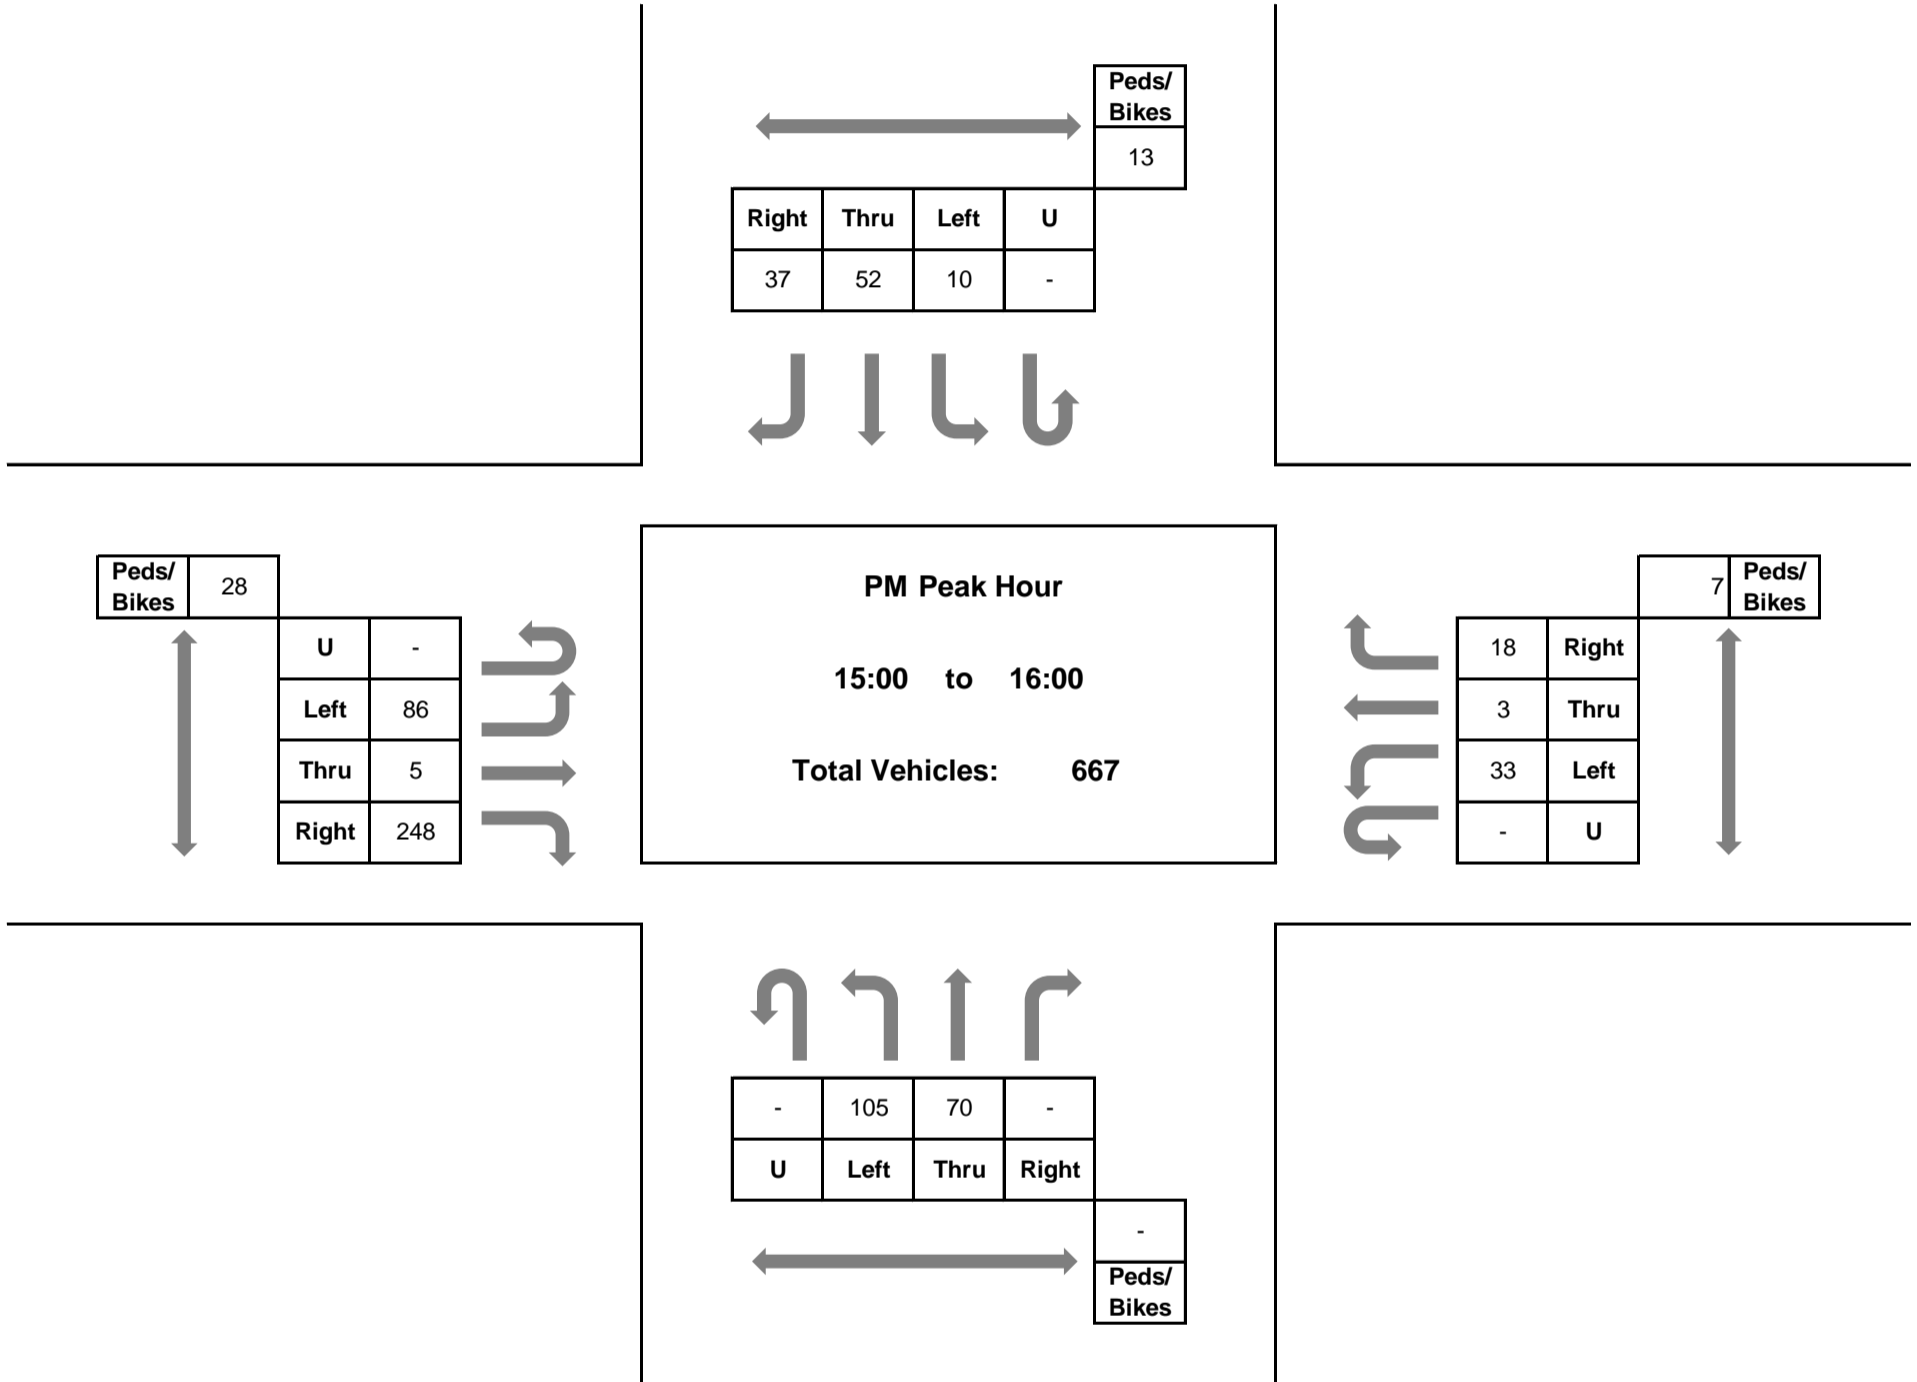 Peds/
Bikes
13
Right Thru Left U
37 52 10 -
Peds/
Bikes
28
U -
Left 86
Thru 5
Right 248
PM Peak Hour
15:00 to 16:00
Total Vehicles: 667
7
Peds/
Bikes
18 Right
3 Thru
33 Left
- U
- 105 70 -
U Left Thru Right
-
Peds/
Bikes